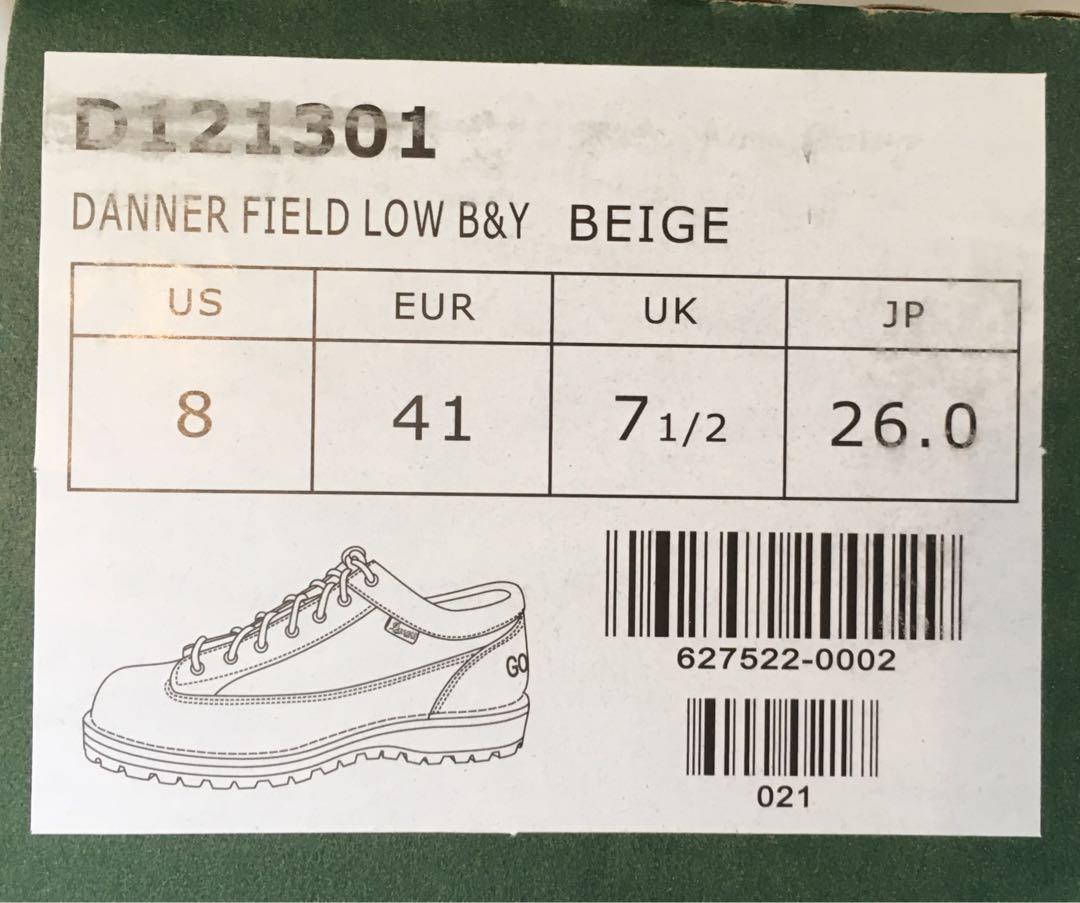 D121301
DANNER FIELD LOW B&Y BEIGE
US EUR UK JP
8 41 7 1/2 26.0
GO
627522-0002
021